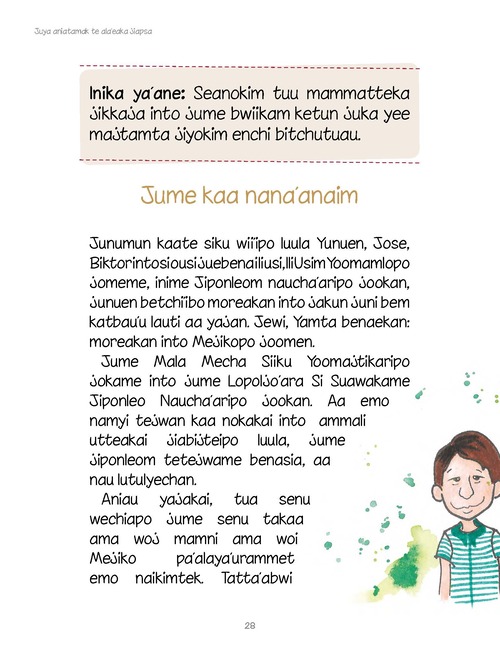 Juya aniatamak te ala'eaka jiapsa
Inika ya'ane: Seanokim tuu mammatteka
jikkaja into jume bwiikam ketun juka yee
majtamta jiyokim enchi bitchutuau.
Jume kaa nana'anaim
Junumun kaate siku wiiipo luula Yunuen, Jose,
Biktorintosiousijuebenailiusi,IliUsimYoomamIopo
jomeme, inime Jiponleom naucha'aripo jookan,
junuen betchiibo moreakan into jakun juni bem
katbau'u lauti aa yajan. Jewi, Yamta benaekan:
moreakan into Mejikopo joomen.
Jume Mala Mecha Siiku Yoomajtikaripo
jokame into jume Lopoljo'ara Si Suawakame
Jiponleo Naucha'aripo jookan. Aa emo
namyi tejwan kaa nokakai into ammali
utteakai jiabijteipo luula, jume
jiponleom tetejwame benasia, aa
nau lutulyechan.
Aniau yajakai, tua senu
wechiapo jume senu takaa
ama woj mamni ama woi
Mejiko pa'alaya'urammet
emo naikimtek. Tatta'abwi
28